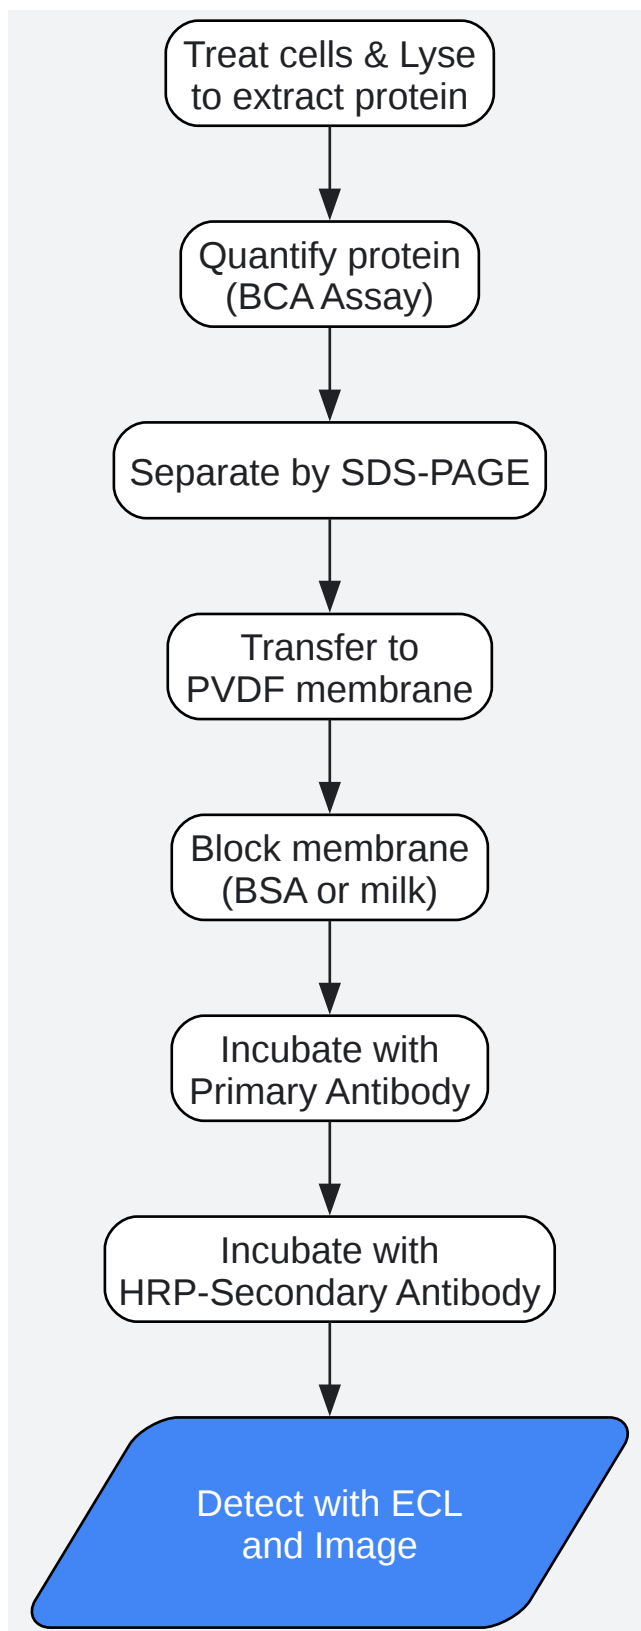 Treat cells & Lyse
to extract protein
Quantify protein
(BCA Assay)
Separate by SDS-PAGE
Transfer to
PVDF membrane
Block membrane
(BSA or milk)
Incubate with
Primary Antibody
Incubate with
HRP-Secondary Antibody
Detect with ECL
and Image